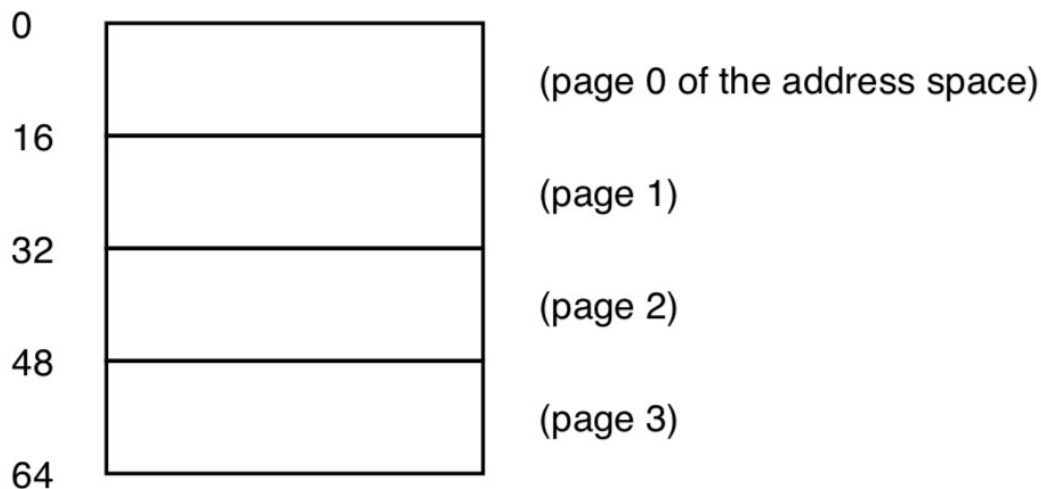 0
(page 0 of the address space)
16
(page 1)
32
(page 2)
48
(page 3)
64